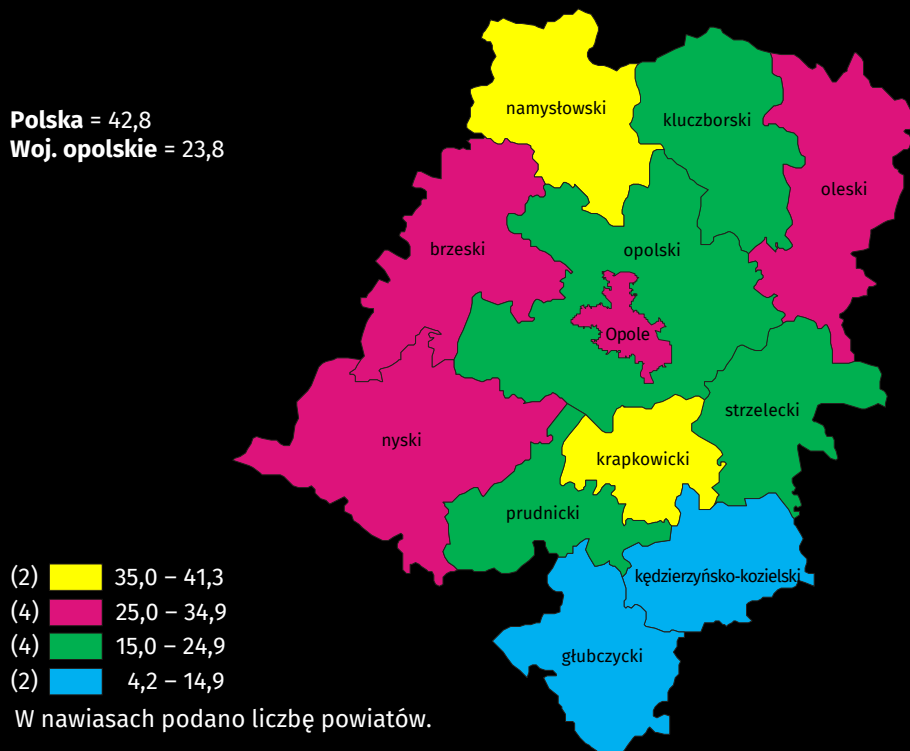 Polska = 42,8
Woj. opolskie = 23,8
namysłowski
kluczborski
oleski
brzeski
opolski
Opole
strzelecki
nyski
krapkowicki
prudnicki
kędzierzyńsko-kozielski
głubczycki
(2) 35,0 – 41,3
(4) 25,0 – 34,9
(4) 15,0 – 24,9
(2) 4,2 – 14,9
W nawiasach podano liczbę powiatów.